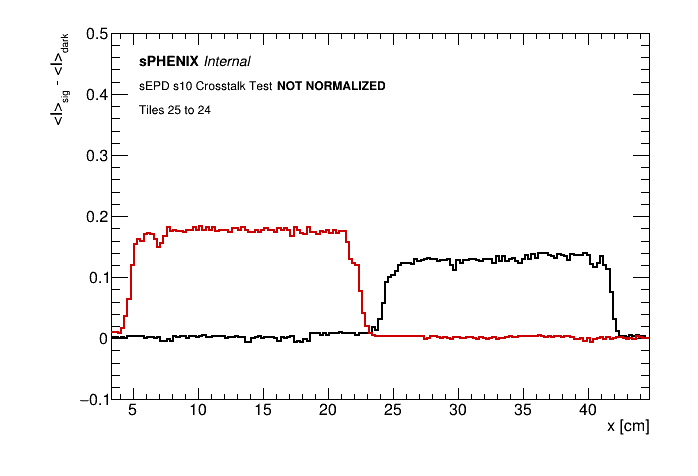 <I>sig - <I>dark
0.5
0.4
0.3
0.2
0.1
0
−0.1
sPHENIX Internal
sEPD s10 Crosstalk Test NOT NORMALIZED
Tiles 25 to 24
5 10 15 20 25 30 35 40
x [cm]